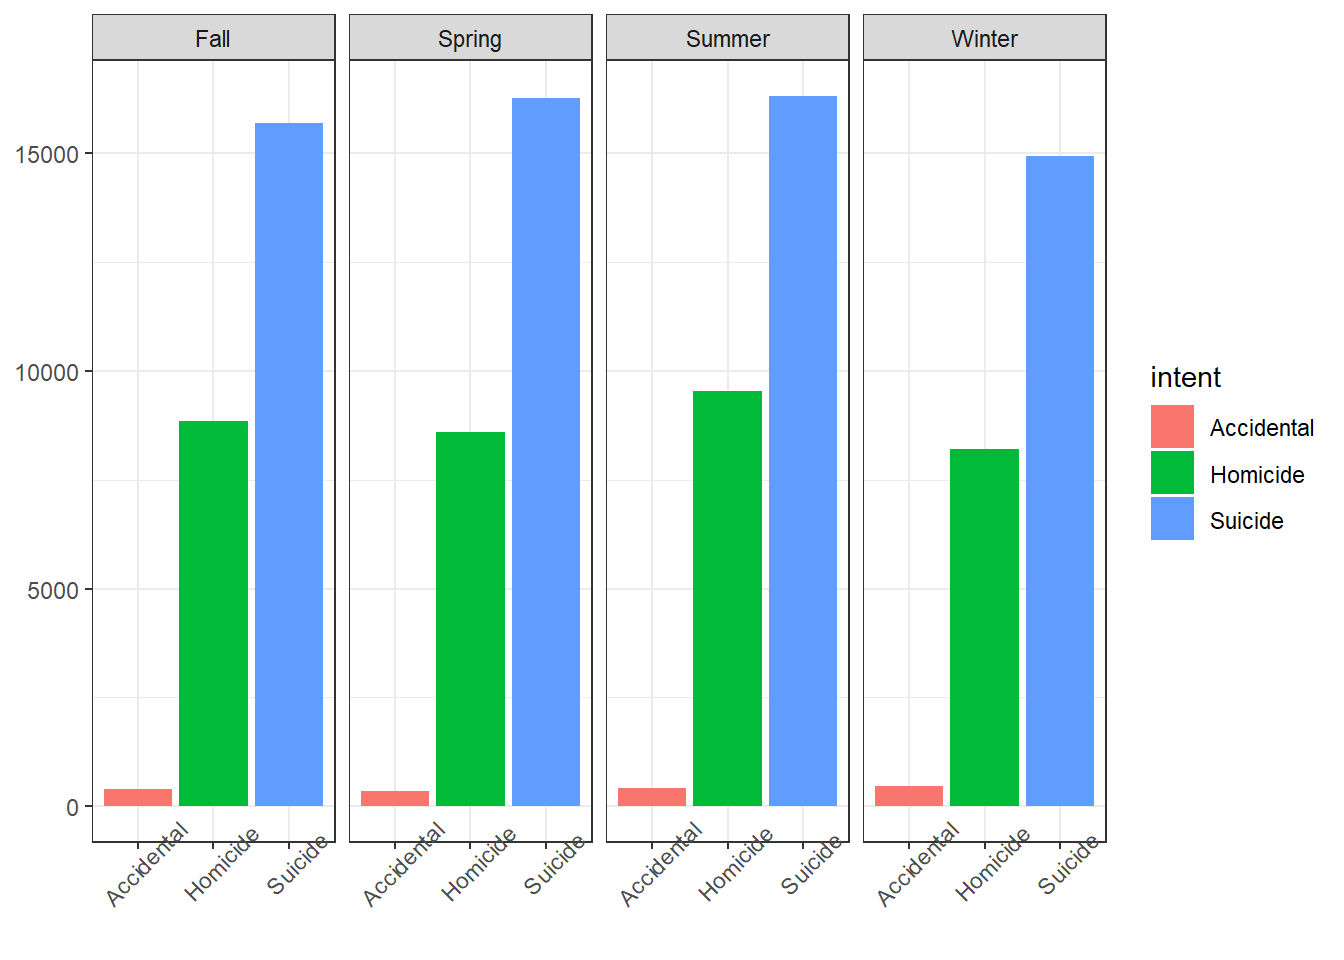 Fall Spring Summer Winter
15000
10000
5000
0
Accidental Homicide Suicide Accidental Homicide Suicide Accidental Homicide Suicide Accidental Homicide Suicide
intent
Accidental
Homicide
Suicide